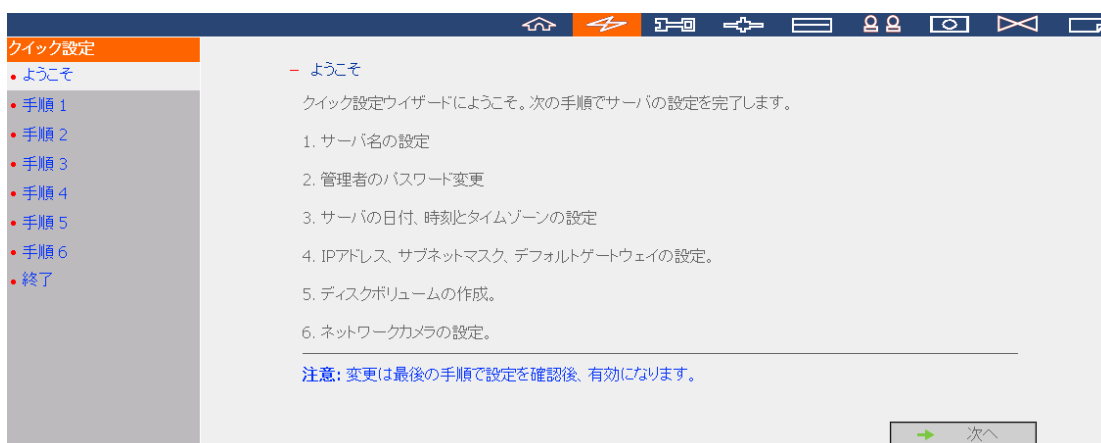 クイック設定
ようこそ
手順 1
手順 2
手順 3
手順 4
手順 5
手順 6
終了
– ようこそ
クイック設定ウイザードにようこそ。次の手順でサーバの設定を完了します。
1. サーバ名の設定
2. 管理者のパスワード変更
3. サーバの日付、時刻とタイムゾーンの設定
4. IPアドレス、サブネットマスク、デフォルトゲートウェイの設定。
5. ディスクボリュームの作成。
6. ネットワークカメラの設定。
注意: 変更は最後の手順で設定を確認後、有効になります。
次へ